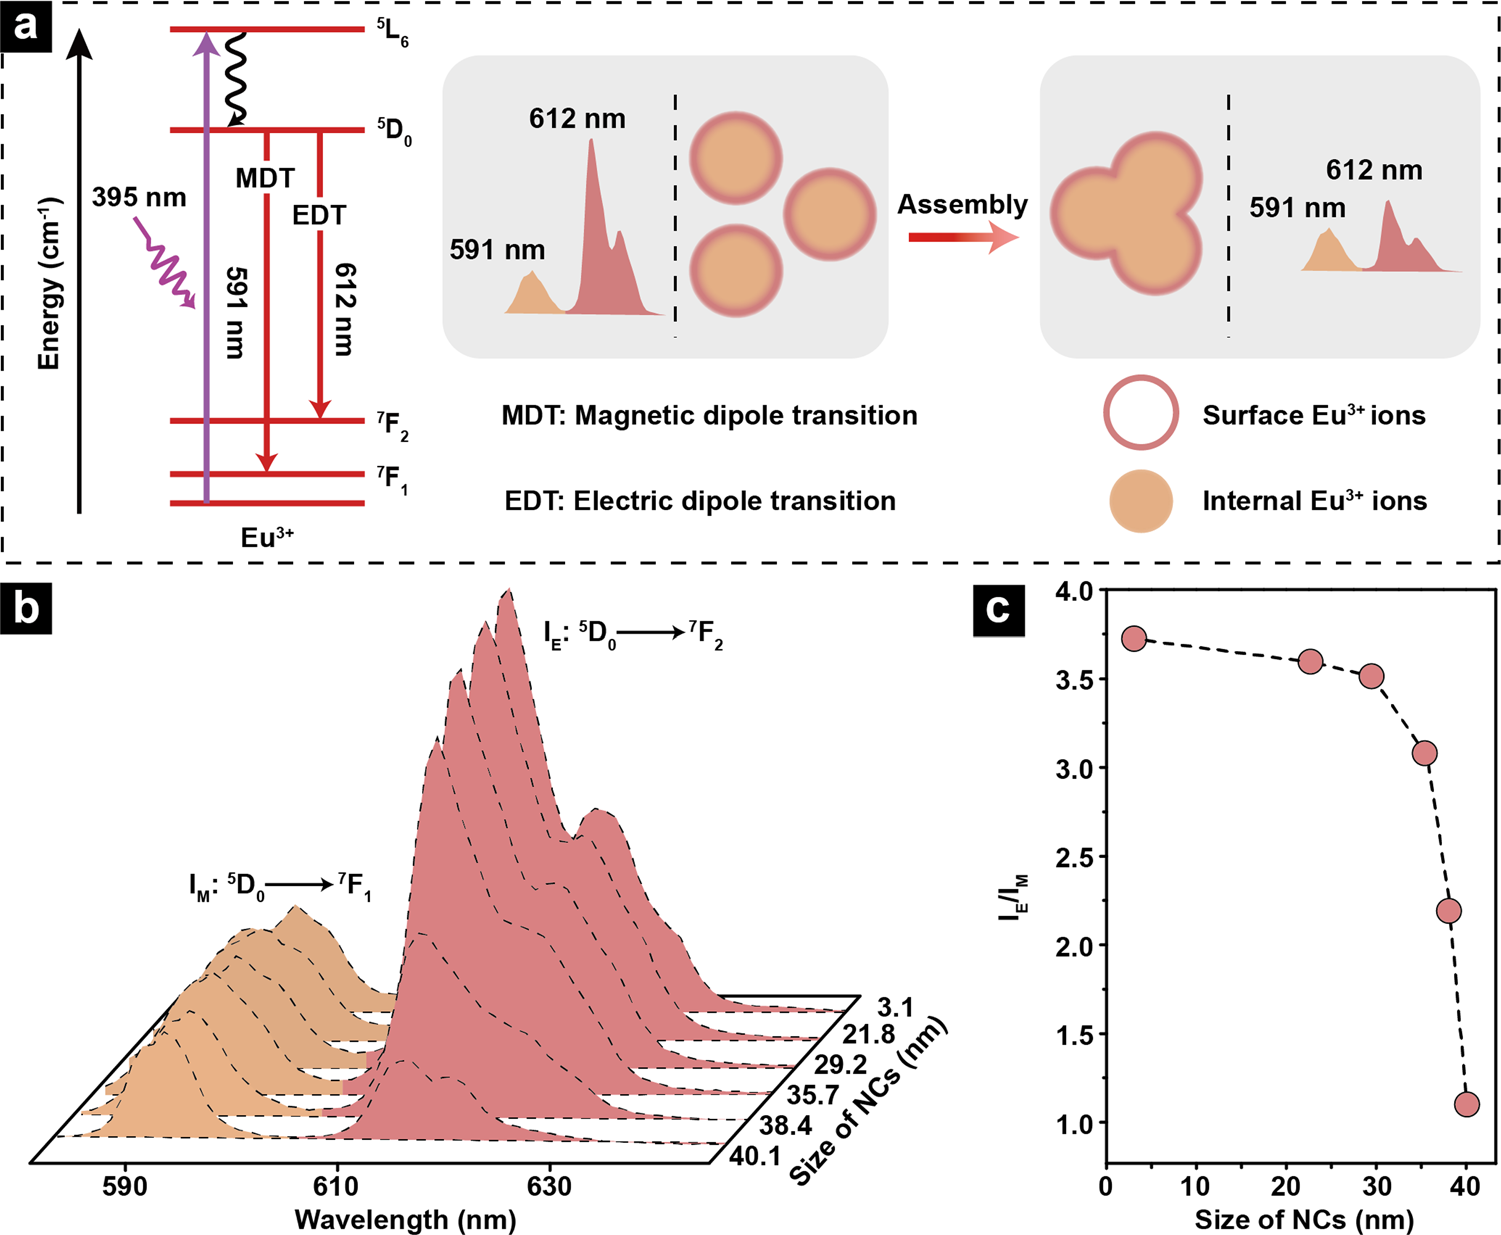 a
Energy (cm⁻¹)
⁵L₆
⁵D₀
395 nm
MDT
EDT
591 nm
612 nm
⁷F₂
⁷F₁
Eu³⁺
612 nm
591 nm
Assembly
612 nm
591 nm
MDT: Magnetic dipole transition
EDT: Electric dipole transition
Surface Eu³⁺ ions
Internal Eu³⁺ ions
b
I_E: ⁵D₀ → ⁷F₂
I_M: ⁵D₀ → ⁷F₁
3.1
21.8
29.2
35.7
38.4
40.1
Size of NCs (nm)
590 610 630
Wavelength (nm)
c
4.0
3.5
3.0
2.5
2.0
1.5
1.0
I_E/I_M
0 10 20 30 40
Size of NCs (nm)